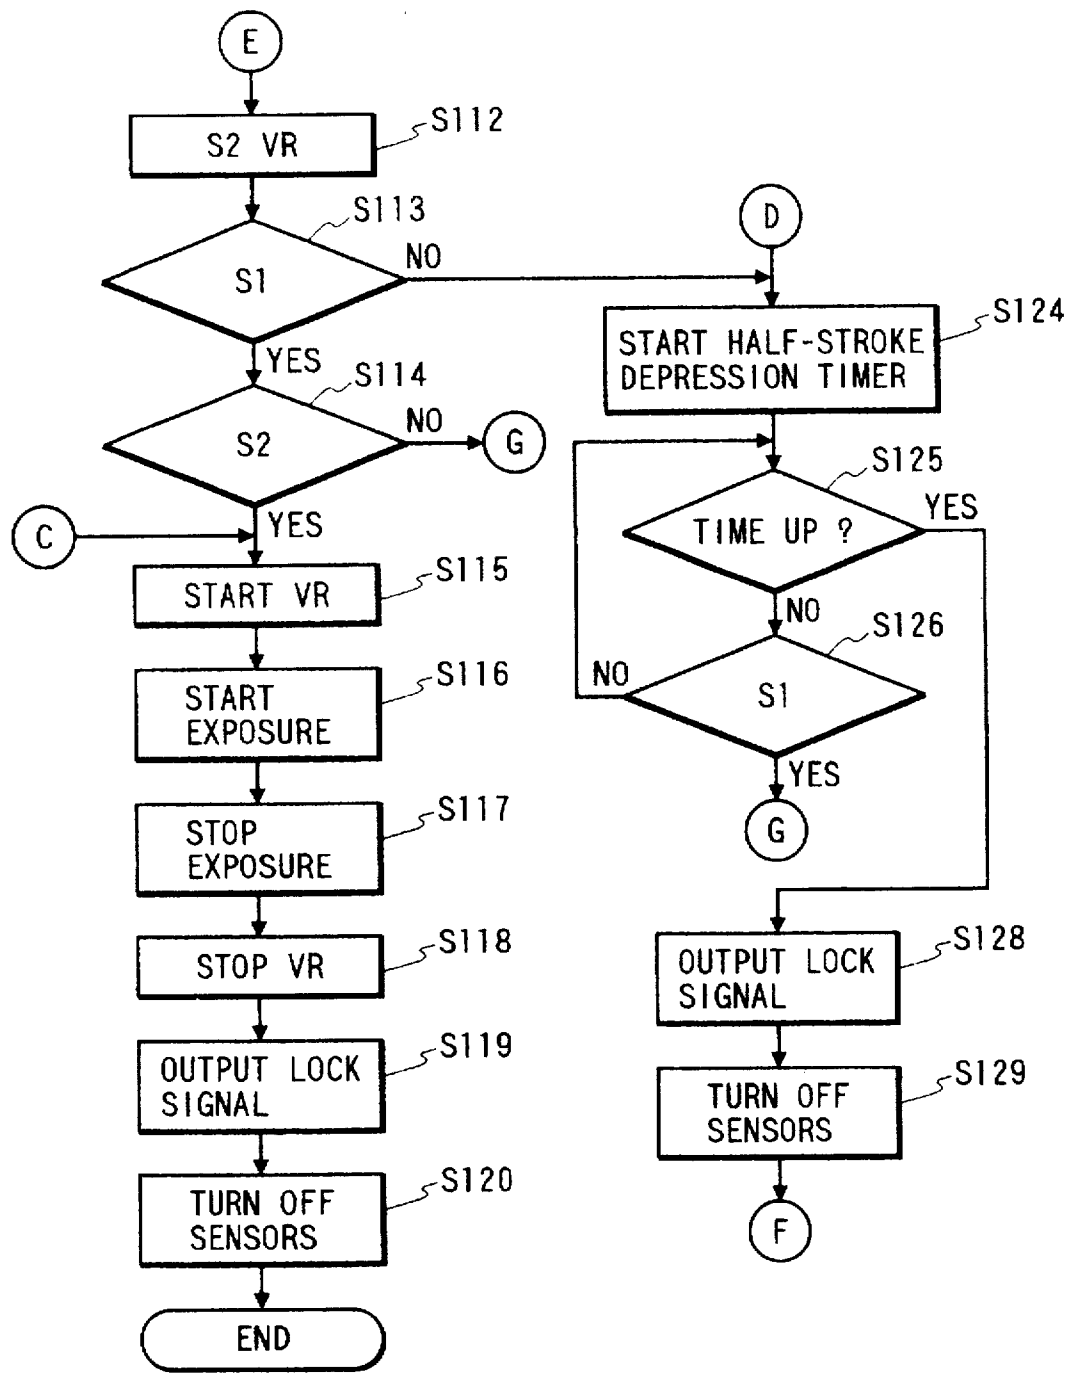 E
S2 VR
S112
S113
S1
NO
YES
S114
S2
NO
G
YES
C
START VR
S115
START
EXPOSURE
S116
STOP
EXPOSURE
S117
STOP VR
S118
OUTPUT LOCK
SIGNAL
S119
TURN OFF
SENSORS
S120
END
D
S124
START HALF-STROKE
DEPRESSION TIMER
S125
TIME UP ?
YES
NO
S126
S1
NO
YES
G
S128
OUTPUT LOCK
SIGNAL
S129
TURN OFF
SENSORS
F